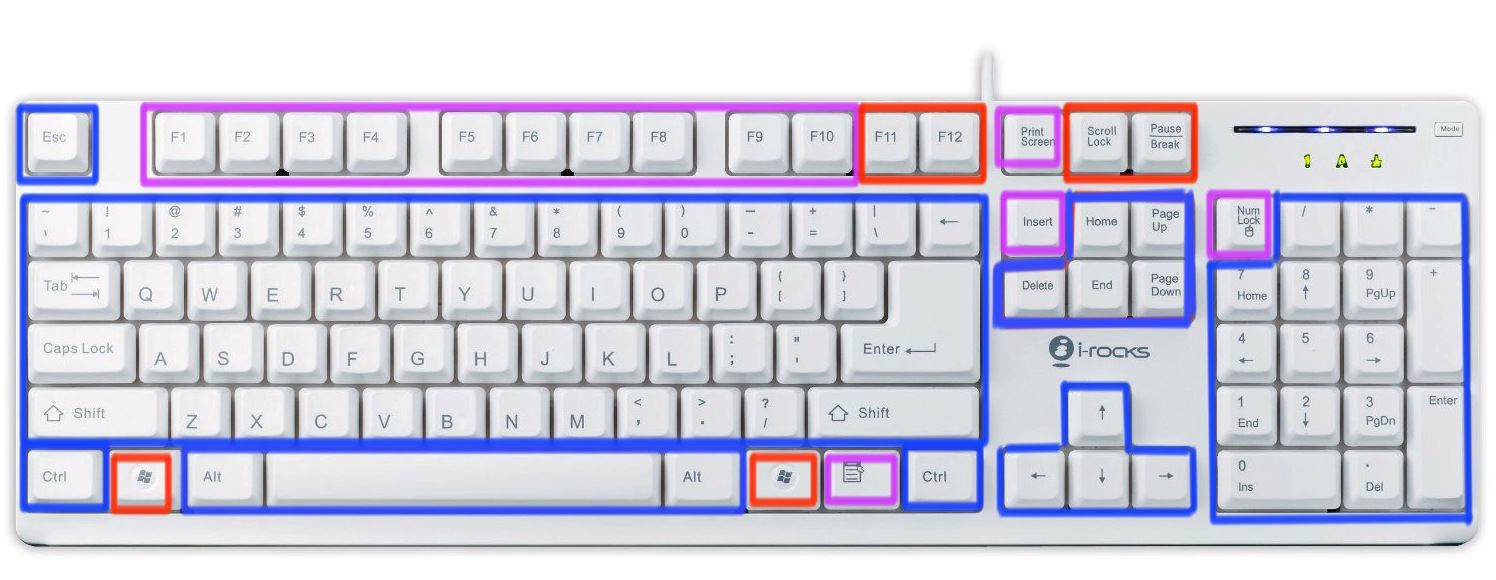 Esc F1 F2 F3 F4 F5 F6 F7 F8 F9 F10 F11 F12 Print Screen Scroll Lock Pause Break Mode
1 A
~ ! @ # $ % ^ & * ( ) — + | ←
` 1 2 3 4 5 6 7 8 9 0 - = \
Insert Home Page Up Num Lock / * -
Tab Q W E R T Y U I O P { [ } ]
Delete End Page Down 7 Home 8 ↑ 9 PgUp +
Caps Lock A S D F G H J K L : ; " ' Enter
i-rocks
4 ← 5 6 →
Shift Z X C V B N M < , > . ? / Shift
↑ 1 End 2 ↓ 3 PgDn Enter
Ctrl Alt Alt Ctrl
← ↓ → 0 Ins . Del